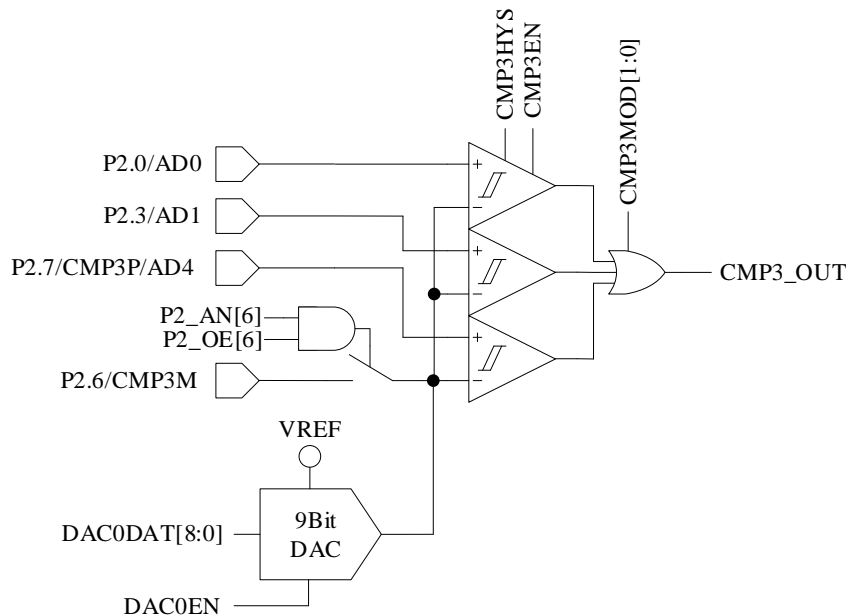 CMP3HYS
CMP3EN
CMP3MOD[1:0]
P2.0/AD0
+
−
P2.3/AD1
+
−
P2.7/CMP3P/AD4
+
−
CMP3_OUT
P2_AN[6]
P2_OE[6]
P2.6/CMP3M
VREF
DAC0DAT[8:0]
9Bit
DAC
DAC0EN